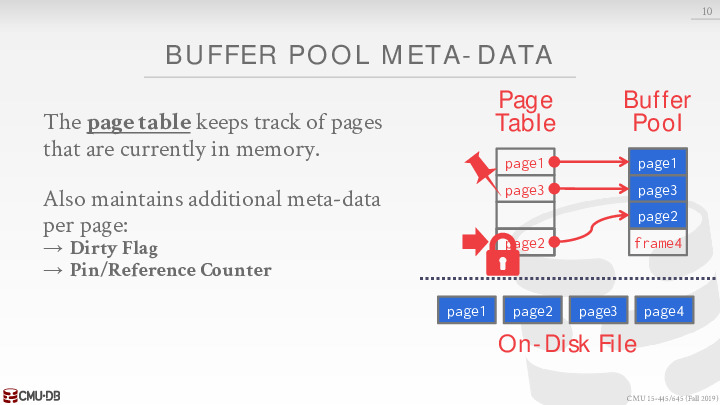 10
BUFFER POOL META-DATA
The page table keeps track of pages
that are currently in memory.
Also maintains additional meta-data
per page:
→ Dirty Flag
→ Pin/Reference Counter
Page
Table
page1
page3
page2
Buffer
Pool
page1
page3
page2
frame4
page1 page2 page3 page4
On-Disk File
CMU·DB
CMU 15-445/645 (Fall 2019)